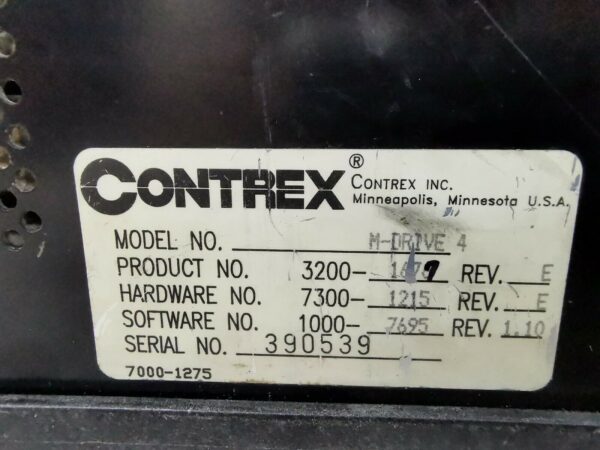 CONTREX® CONTREX INC.
Minneapolis, Minnesota U.S.A.
MODEL NO. M-DRIVE 4
PRODUCT NO. 3200- REV. E
HARDWARE NO. 7300-1215 REV. E
SOFTWARE NO. 1000-7695 REV. 1.10
SERIAL NO. 390539
7000-1275